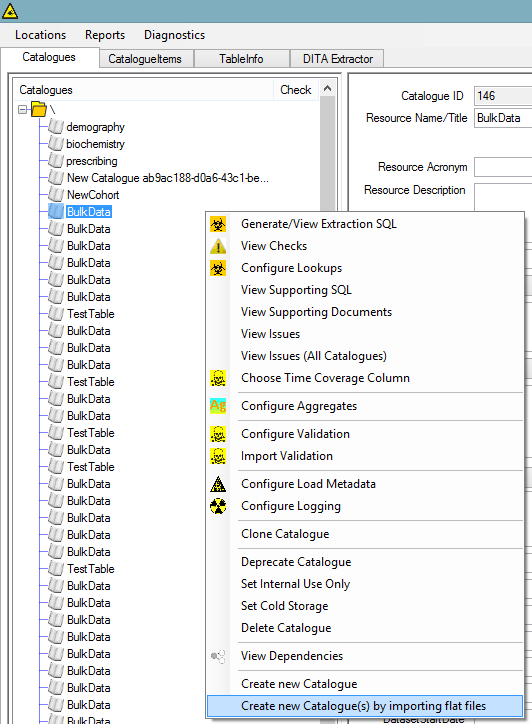 Locations Reports Diagnostics
Catalogues CatalogueItems TableInfo DITA Extractor
Catalogues Check
\
demography
biochemistry
prescribing
New Catalogue ab9ac188-d0a6-43c1-be...
NewCohort
BulkData
BulkData
BulkData
BulkData
BulkData
BulkData
TestTable
BulkData
BulkData
BulkData
TestTable
BulkData
BulkData
TestTable
BulkData
TestTable
BulkData
BulkData
BulkData
BulkData
BulkData
TestTable
BulkData
BulkData
BulkData
BulkData
BulkData
BulkData
BulkData
BulkData
Catalogue ID 146
Resource Name/Title BulkData
Resource Acronym
Resource Description
Generate/View Extraction SQL
View Checks
Configure Lookups
View Supporting SQL
View Supporting Documents
View Issues
View Issues (All Catalogues)
Choose Time Coverage Column
Ag Configure Aggregates
Configure Validation
Import Validation
Configure Load Metadata
Configure Logging
Clone Catalogue
Deprecate Catalogue
Set Internal Use Only
Set Cold Storage
Delete Catalogue
View Dependencies
Create new Catalogue
Create new Catalogue(s) by importing flat files